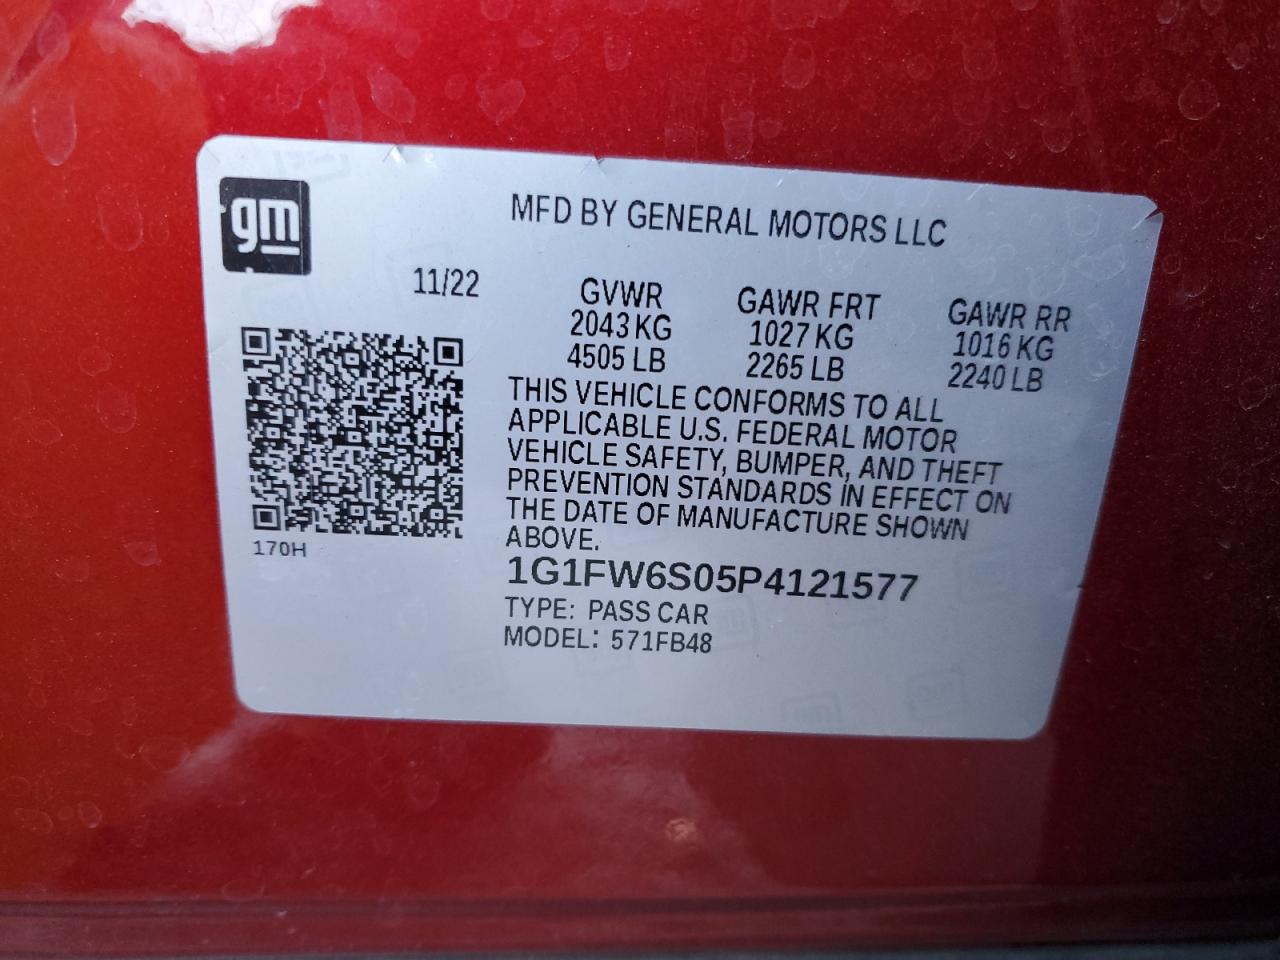 gm
MFD BY GENERAL MOTORS LLC
11/22
GVWR GAWR FRT GAWR RR
2043 KG 1027 KG 1016 KG
4505 LB 2265 LB 2240 LB
THIS VEHICLE CONFORMS TO ALL
APPLICABLE U.S. FEDERAL MOTOR
VEHICLE SAFETY, BUMPER, AND THEFT
PREVENTION STANDARDS IN EFFECT ON
THE DATE OF MANUFACTURE SHOWN
ABOVE.
170H
1G1FW6S05P4121577
TYPE: PASS CAR
MODEL: 571FB48